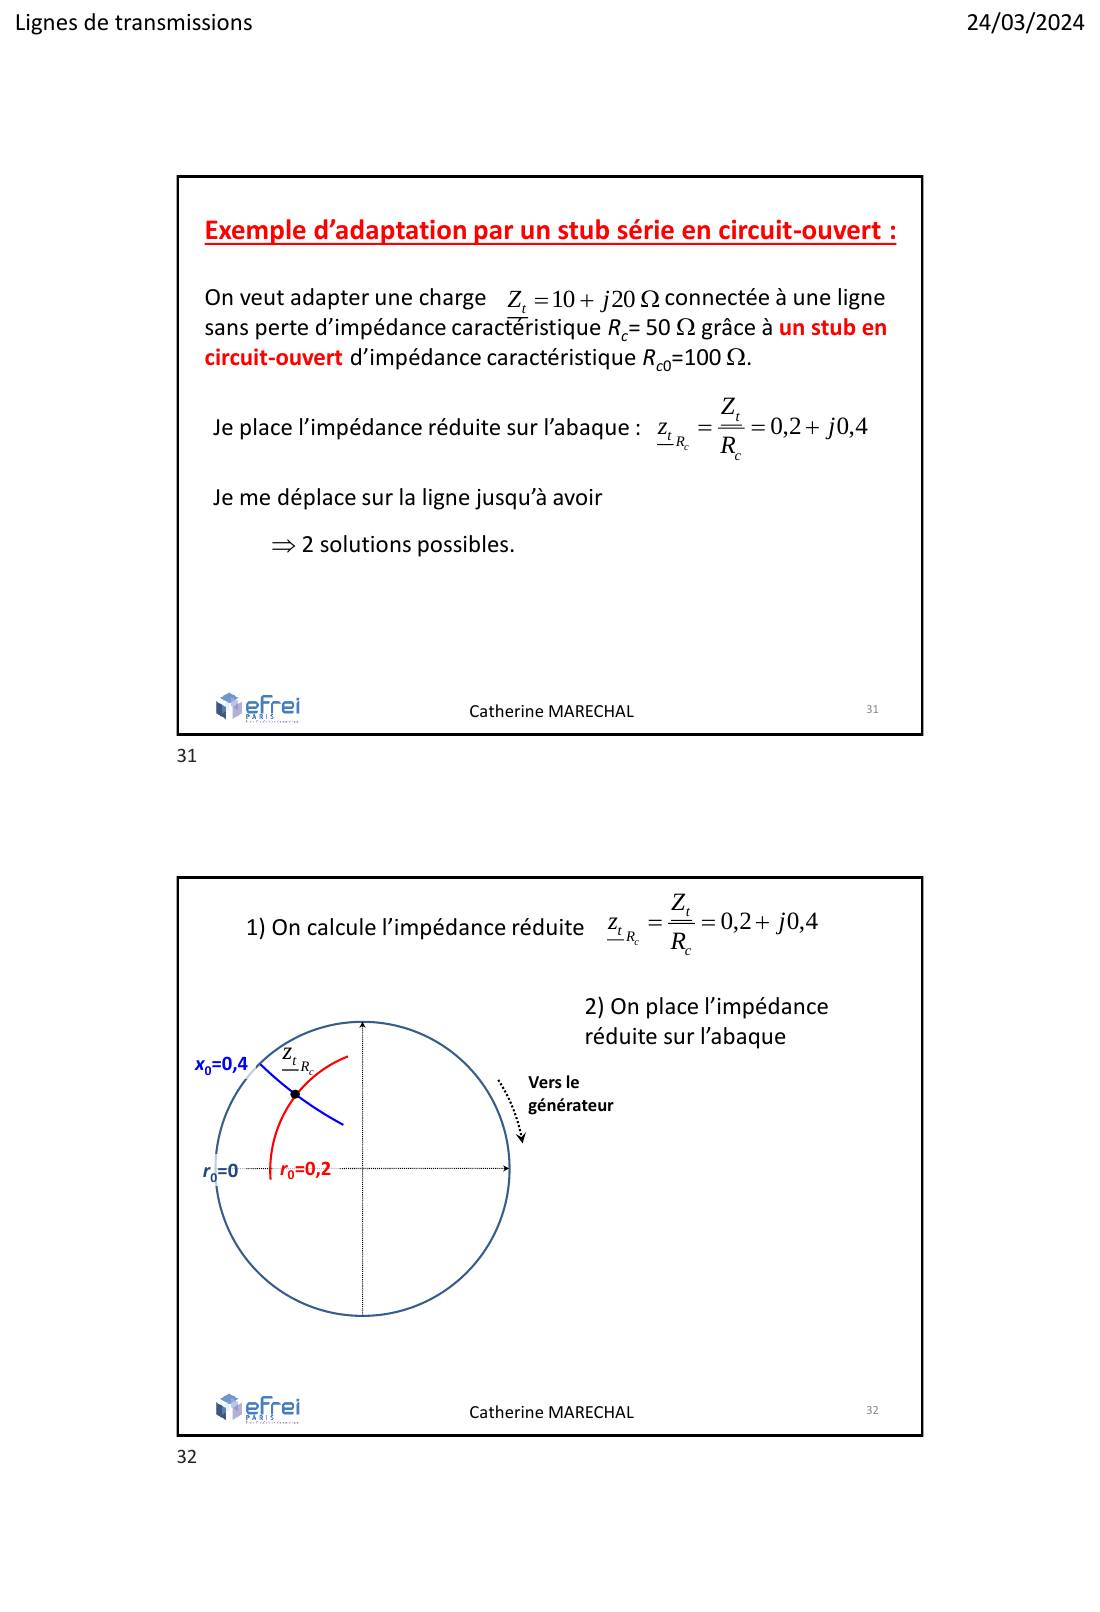 Lignes de transmissions
24/03/2024
Exemple d’adaptation par un stub série en circuit-ouvert :
On veut adapter une charge Z_t = 10 + j20 Ω connectée à une ligne
sans perte d’impédance caractéristique R_c= 50 Ω grâce à un stub en
circuit-ouvert d’impédance caractéristique R_c0=100 Ω.
Je place l’impédance réduite sur l’abaque : z_t R_c = Z_t / R_c = 0,2 + j0,4
Je me déplace sur la ligne jusqu’à avoir
⇒ 2 solutions possibles.
efrei
PARIS
Catherine MARECHAL
31
31
1) On calcule l’impédance réduite z_t R_c = Z_t / R_c = 0,2 + j0,4
2) On place l’impédance
réduite sur l’abaque
x_0=0,4
z_t R_c
Vers le
générateur
r_0=0
r_0=0,2
efrei
PARIS
Catherine MARECHAL
32
32